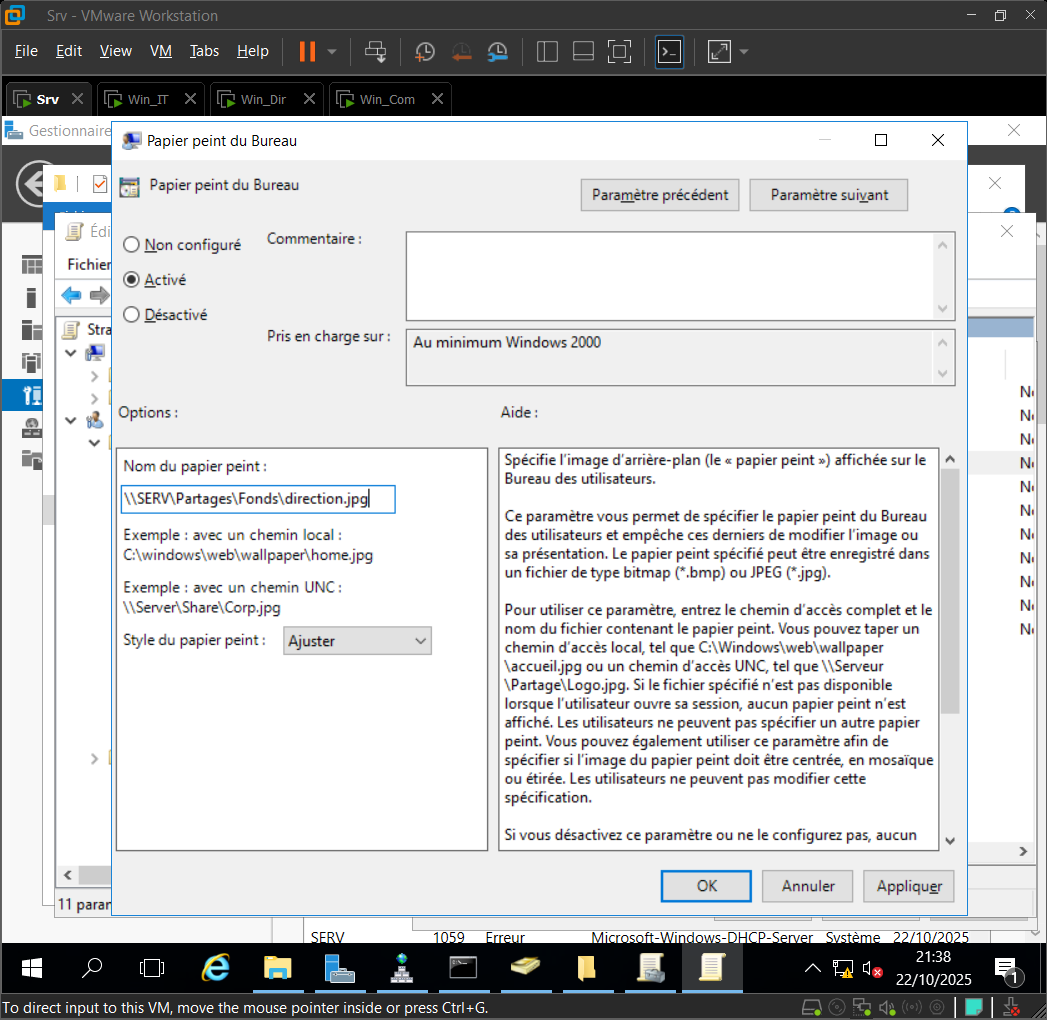 Srv - VMware Workstation
File Edit View VM Tabs Help
Srv Win_IT Win_Dir Win_Com
Gestionnaire
Papier peint du Bureau
Papier peint du Bureau
Paramètre précédent Paramètre suivant
Édi
Fichier
Non configuré
Commentaire :
Activé
Désactivé
Stra
Pris en charge sur :
Au minimum Windows 2000
Options :
Aide :
Nom du papier peint :
\\SERV\Partages\Fonds\direction.jpg
Exemple : avec un chemin local :
C:\windows\web\wallpaper\home.jpg
Exemple : avec un chemin UNC :
\\Server\Share\Corp.jpg
Style du papier peint :
Ajuster
Spécifie l'image d'arrière-plan (le « papier peint ») affichée sur le
Bureau des utilisateurs.
Ce paramètre vous permet de spécifier le papier peint du Bureau
des utilisateurs et empêche ces derniers de modifier l'image ou
sa présentation. Le papier peint spécifié peut être enregistré dans
un fichier de type bitmap (*.bmp) ou JPEG (*.jpg).
Pour utiliser ce paramètre, entrez le chemin d'accès complet et le
nom du fichier contenant le papier peint. Vous pouvez taper un
chemin d'accès local, tel que C:\Windows\web\wallpaper
\accueil.jpg ou un chemin d'accès UNC, tel que \\Serveur
\Partage\Logo.jpg. Si le fichier spécifié n'est pas disponible
lorsque l'utilisateur ouvre sa session, aucun papier peint n'est
affiché. Les utilisateurs ne peuvent pas spécifier un autre papier
peint. Vous pouvez également utiliser ce paramètre afin de
spécifier si l'image du papier peint doit être centrée, en mosaïque
ou étirée. Les utilisateurs ne peuvent pas modifier cette
spécification.
Si vous désactivez ce paramètre ou ne le configurez pas, aucun
OK Annuler Appliquer
11 parar
SERV 1059 Erreur Microsoft-Windows-DHCP-Server Système 22/10/2025
21:38
22/10/2025
1
To direct input to this VM, move the mouse pointer inside or press Ctrl+G.